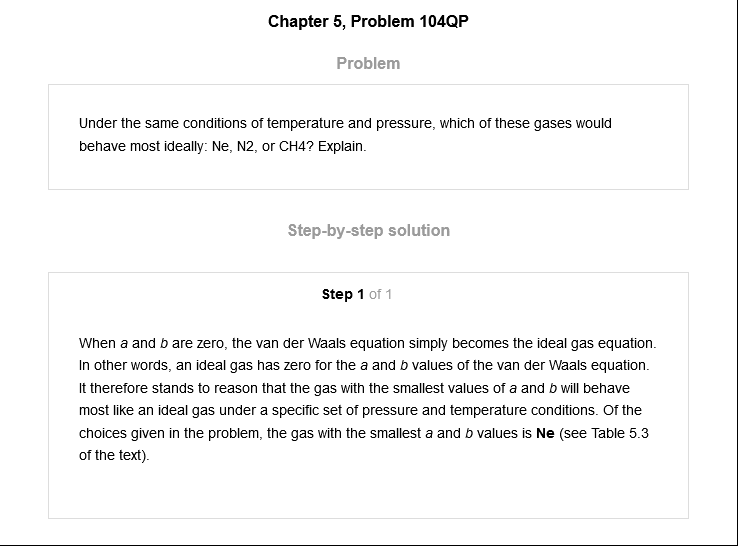 Chapter 5, Problem 104QP
Problem
Under the same conditions of temperature and pressure, which of these gases would
behave most ideally: Ne, N2, or CH4? Explain.
Step-by-step solution
Step 1 of 1
When a and b are zero, the van der Waals equation simply becomes the ideal gas equation.
In other words, an ideal gas has zero for the a and b values of the van der Waals equation.
It therefore stands to reason that the gas with the smallest values of a and b will behave
most like an ideal gas under a specific set of pressure and temperature conditions. Of the
choices given in the problem, the gas with the smallest a and b values is Ne (see Table 5.3
of the text).